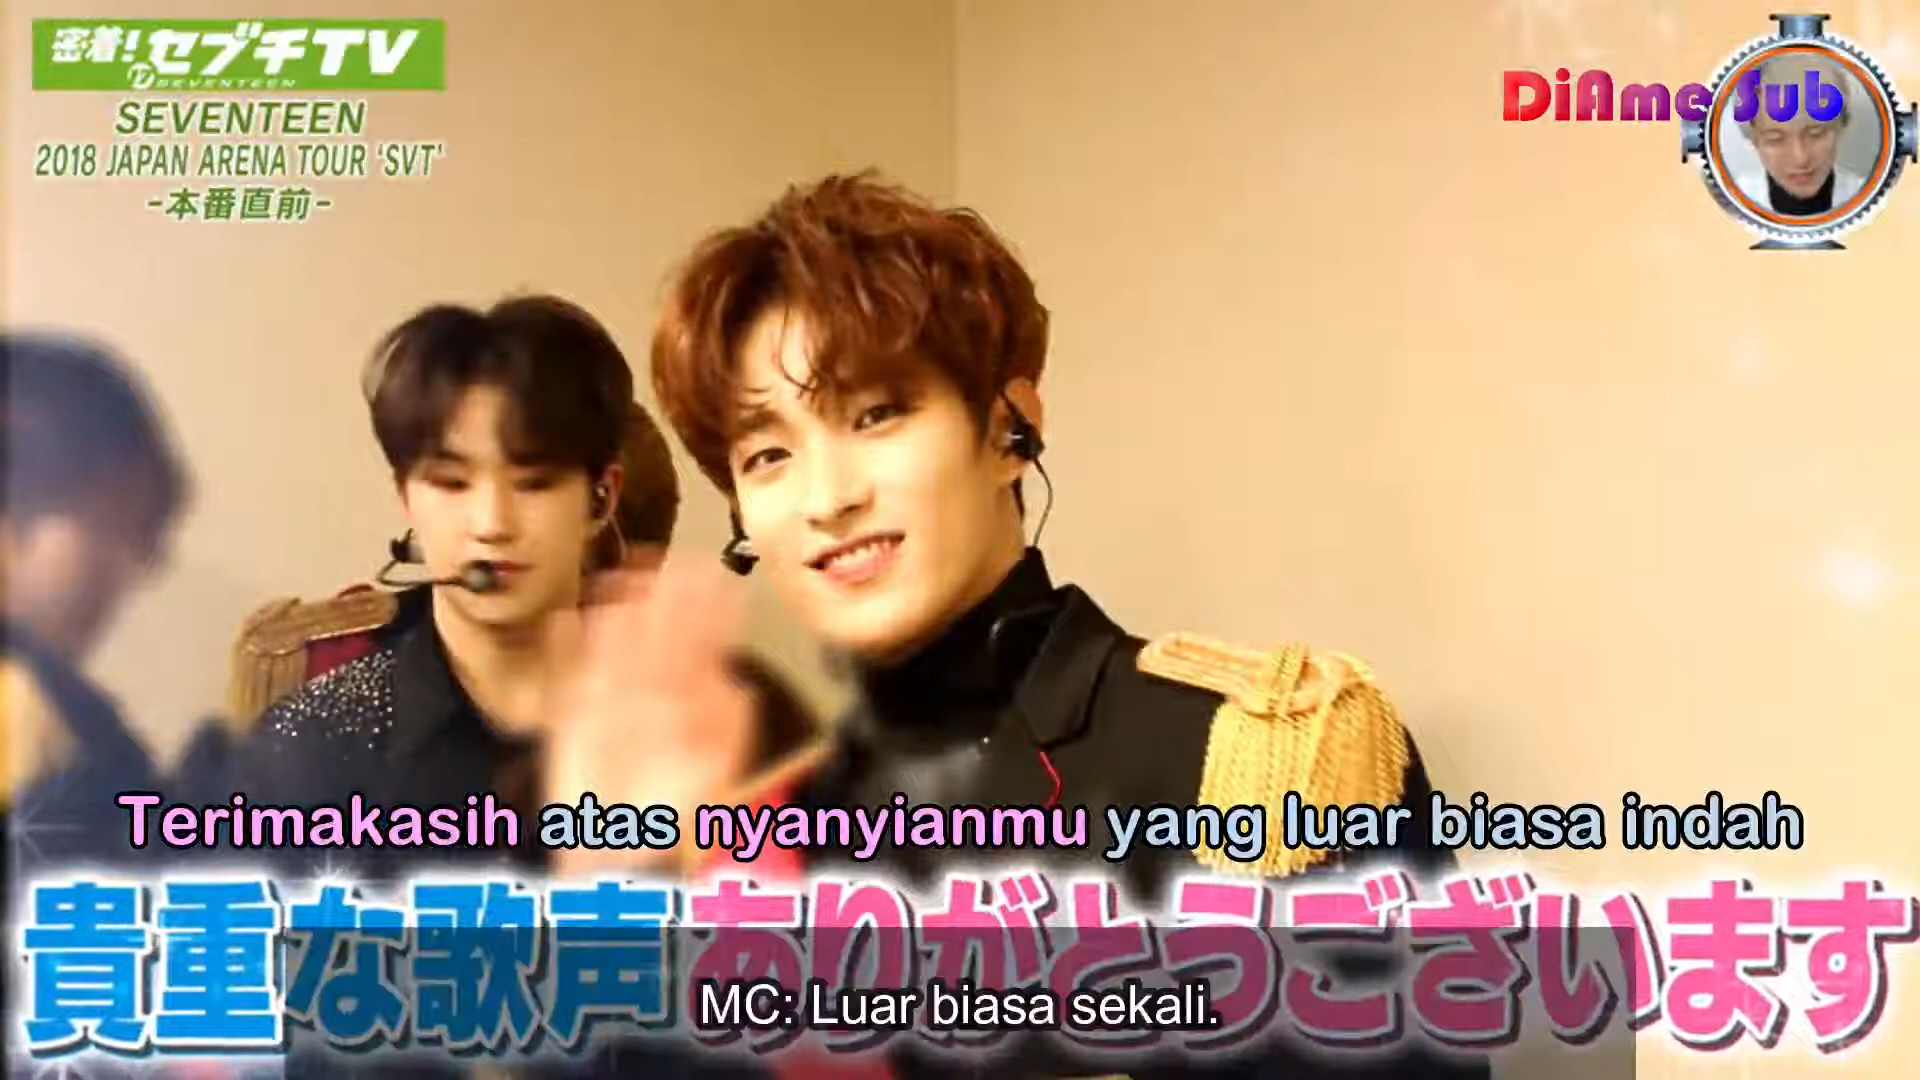 密着!セブチTV
SEVENTEEN
SEVENTEEN
2018 JAPAN ARENA TOUR 'SVT'
-本番直前-
DiAme Sub
Terimakasih atas nyanyianmu yang luar biasa indah
貴重な歌声ありがとうございます
MC: Luar biasa sekali.